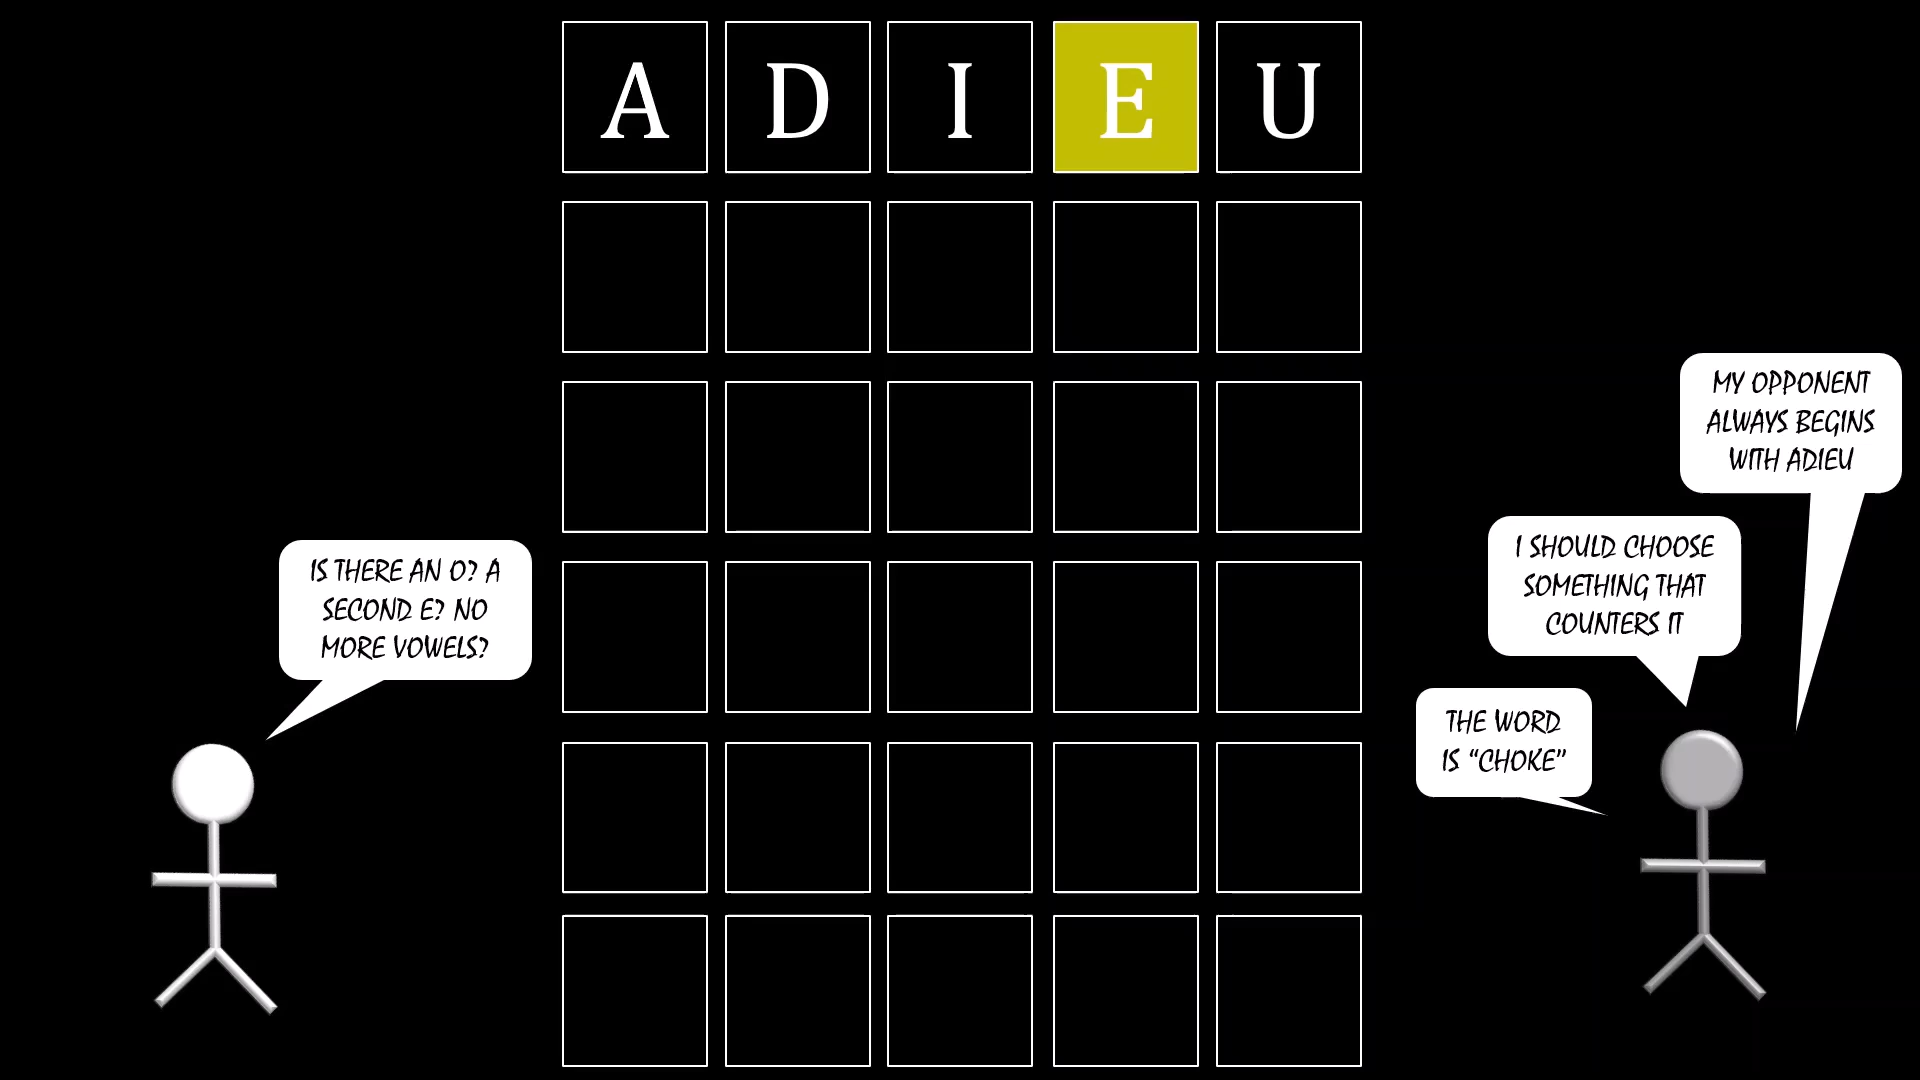 A D I E U
IS THERE AN O? A
SECOND E? NO
MORE VOWELS?
MY OPPONENT
ALWAYS BEGINS
WITH ADIEU
I SHOULD CHOOSE
SOMETHING THAT
COUNTERS IT
THE WORD
IS “CHOKE”